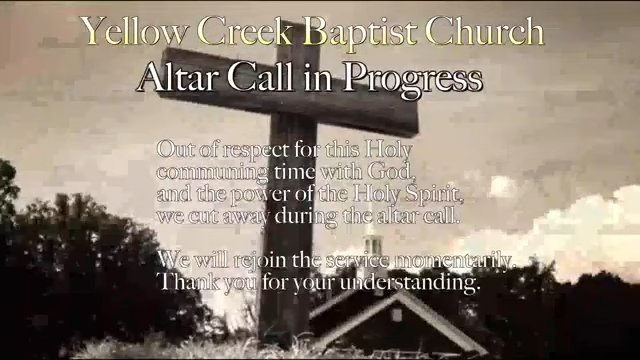 Yellow Creek Baptist Church
Altar Call in Progress
Out of respect for this Holy
communing time with God,
and the power of the Holy Spirit,
we cut away during the altar call.
We will rejoin the service momentarily.
Thank you for your understanding.